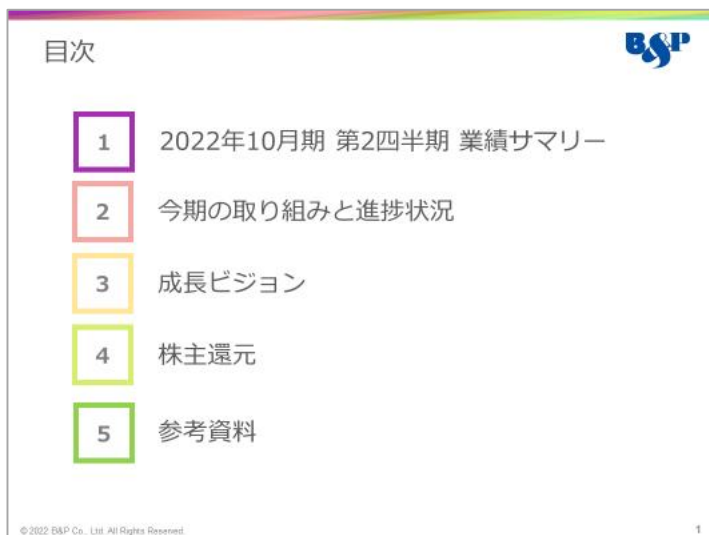 目次
B&P
1 2022年10月期 第2四半期 業績サマリー
2 今期の取り組みと進捗状況
3 成長ビジョン
4 株主還元
5 参考資料
© 2022 B&P Co., Ltd. All Rights Reserved.
1